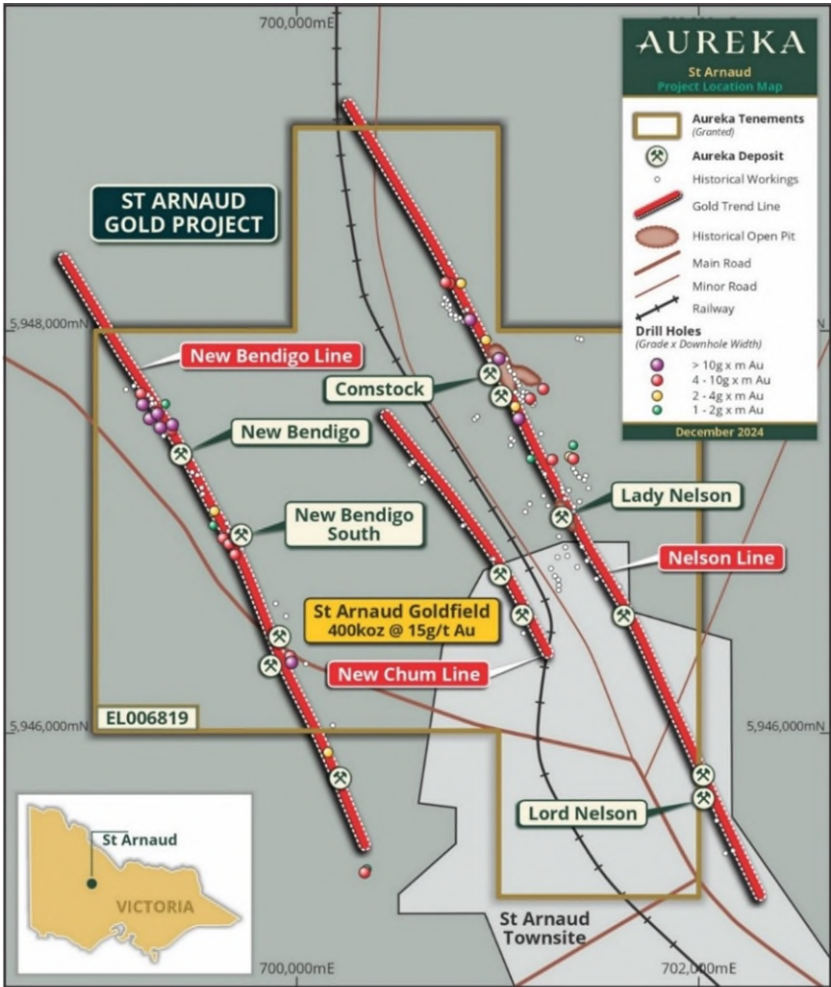 700,000mE
AUREKA
St Arnaud
Project Location Map
Aureka Tenements
(Granted)
Aureka Deposit
Historical Workings
Gold Trend Line
Historical Open Pit
Main Road
Minor Road
Railway
Drill Holes
(Grade x Downhole Width)
> 10g x m Au
4 - 10g x m Au
2 - 4g x m Au
1 - 2g x m Au
December 2024
ST ARNAUD
GOLD PROJECT
5,948,000mN
New Bendigo Line
Comstock
New Bendigo
Lady Nelson
New Bendigo
South
Nelson Line
St Arnaud Goldfield
400koz @ 15g/t Au
New Chum Line
EL006819
5,946,000mN
5,946,000mN
Lord Nelson
St Arnaud
VICTORIA
St Arnaud
Townsite
700,000mE
702,000mE